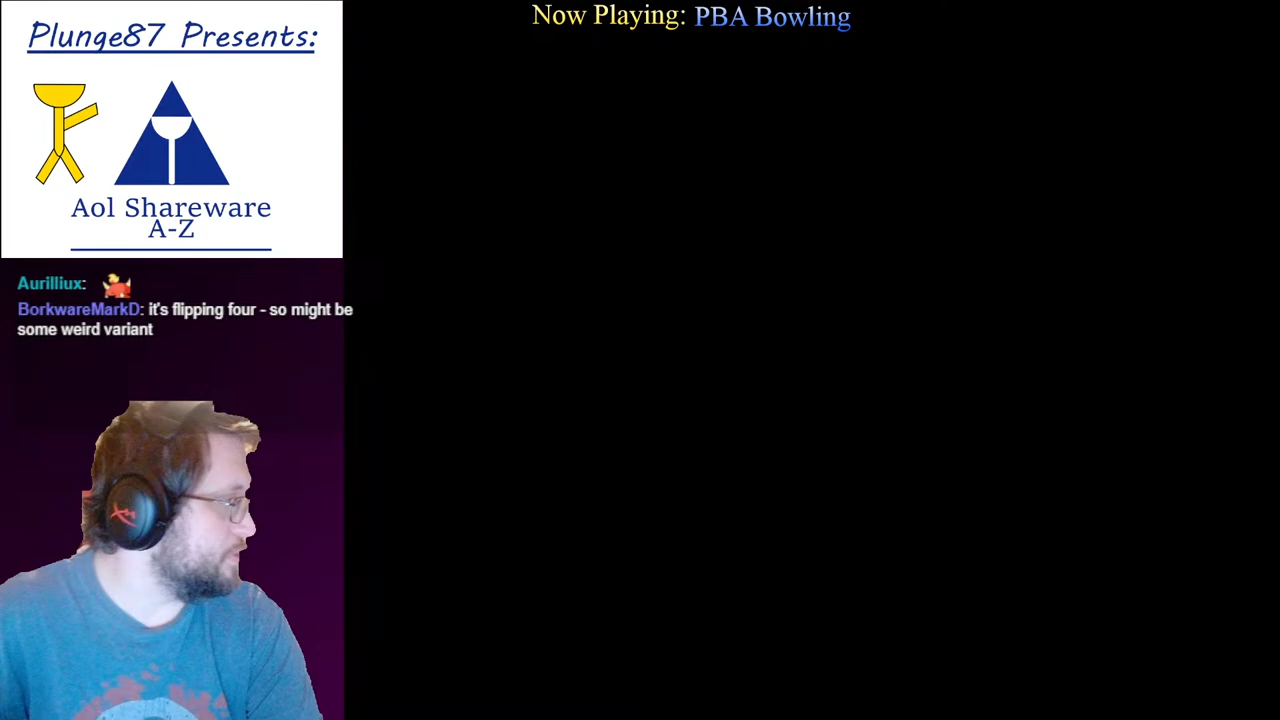 Plunge87 Presents:
Now Playing: PBA Bowling
Aol Shareware
A-Z
Aurilliux:
BorkwareMarkD: it's flipping four - so might be
some weird variant